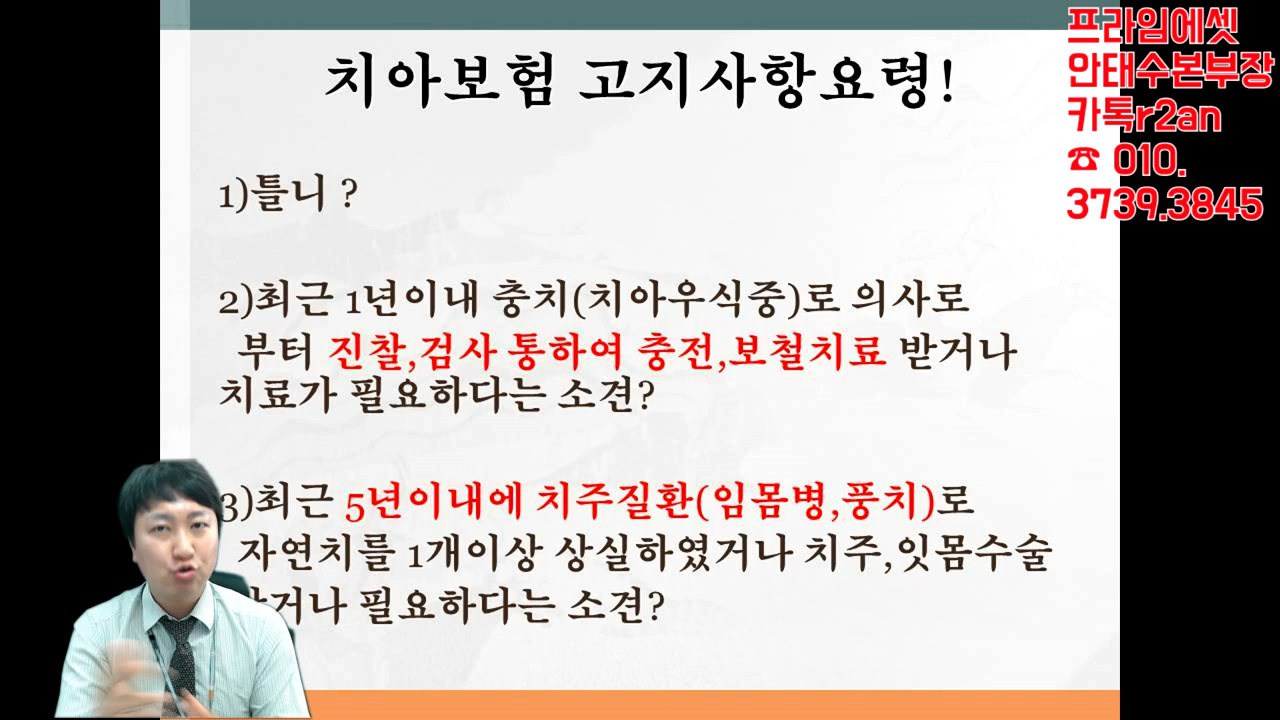 치아보험 고지사항요령!
1)틀니 ?
2)최근 1년이내 충치(치아우식중)로 의사로
부터 진찰,검사 통하여 충전,보철치료 받거나
치료가 필요하다는 소견?
3)최근 5년이내에 치주질환(임몸병,풍치)로
자연치를 1개이상 상실하였거나 치주,잇몸수술
거나 필요하다는 소견?
프라임에셋
안태수본부장
카톡r2an
☎ 010.
3739.3845